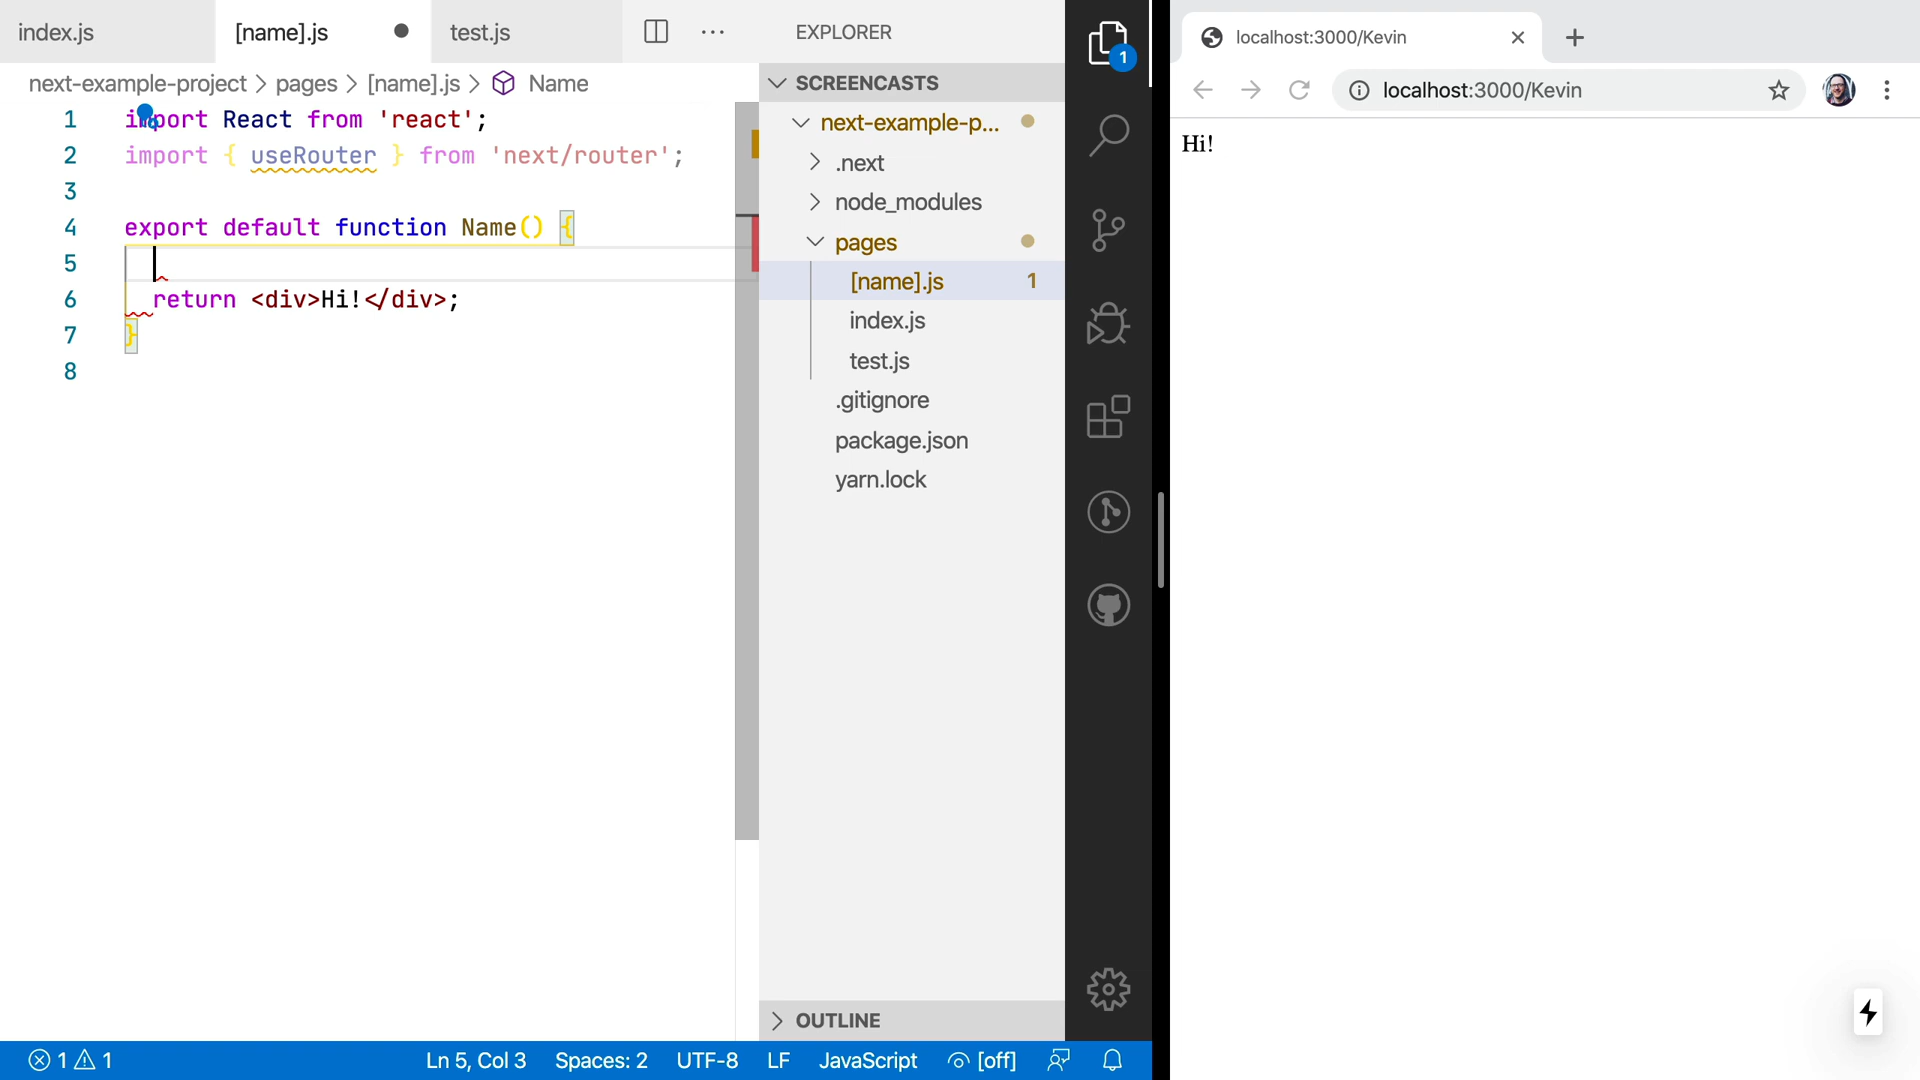 index.js
[name].js
test.js
···
next-example-project > pages > [name].js > Name
1 import React from 'react';
2 import { useRouter } from 'next/router';
3
4 export default function Name() {
5
6 return <div>Hi!</div>;
7 }
8
EXPLORER
SCREENCASTS
next-example-p...
.next
node_modules
pages
[name].js 1
index.js
test.js
.gitignore
package.json
yarn.lock
OUTLINE
1
1 1 Ln 5, Col 3 Spaces: 2 UTF-8 LF JavaScript [off]
localhost:3000/Kevin
localhost:3000/Kevin
Hi!